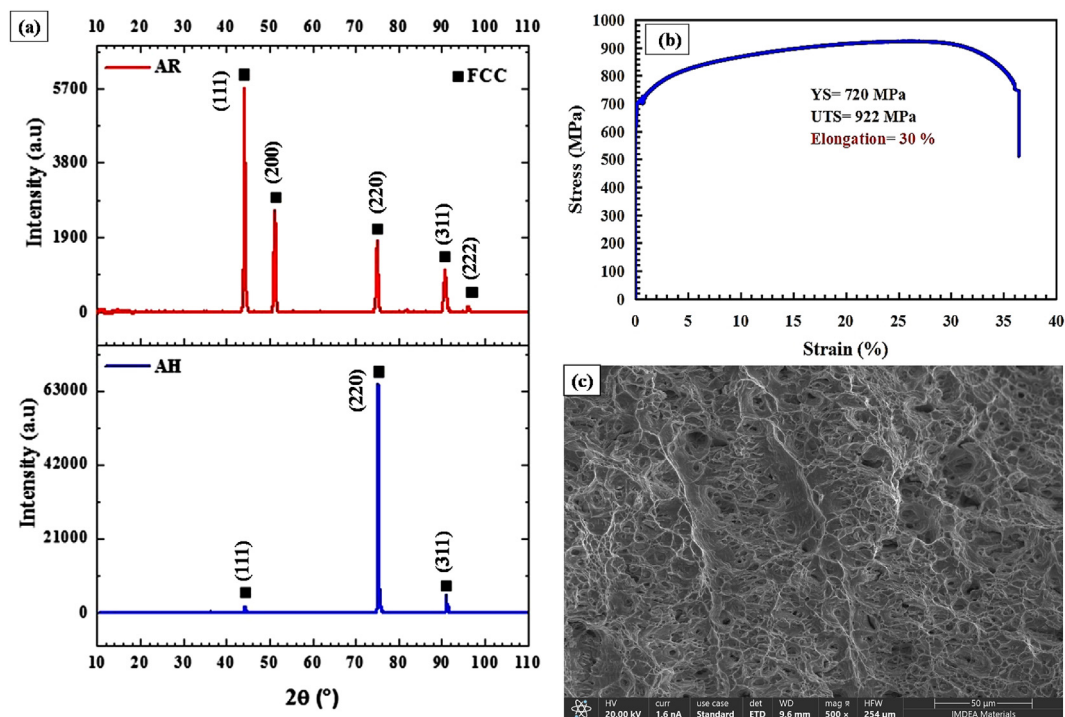 (a)
10 20 30 40 50 60 70 80 90 100 110
AR
FCC
(111)
(200)
(220)
(311)
(222)
5700
3800
1900
0
Intensity (a.u)
AH
(220)
(111)
(311)
63000
42000
21000
0
Intensity (a.u)
10 20 30 40 50 60 70 80 90 100 110
2θ (°)
(b)
1000
900
800
700
600
500
400
300
200
100
0
Stress (MPa)
YS= 720 MPa
UTS= 922 MPa
Elongation= 30 %
0 5 10 15 20 25 30 35 40
Strain (%)
(c)
HV curr use case det WD mag HFW 50 µm
20.00 kV 1.6 nA Standard ETD 9.6 mm 500 × 254 µm IMDEA Materials